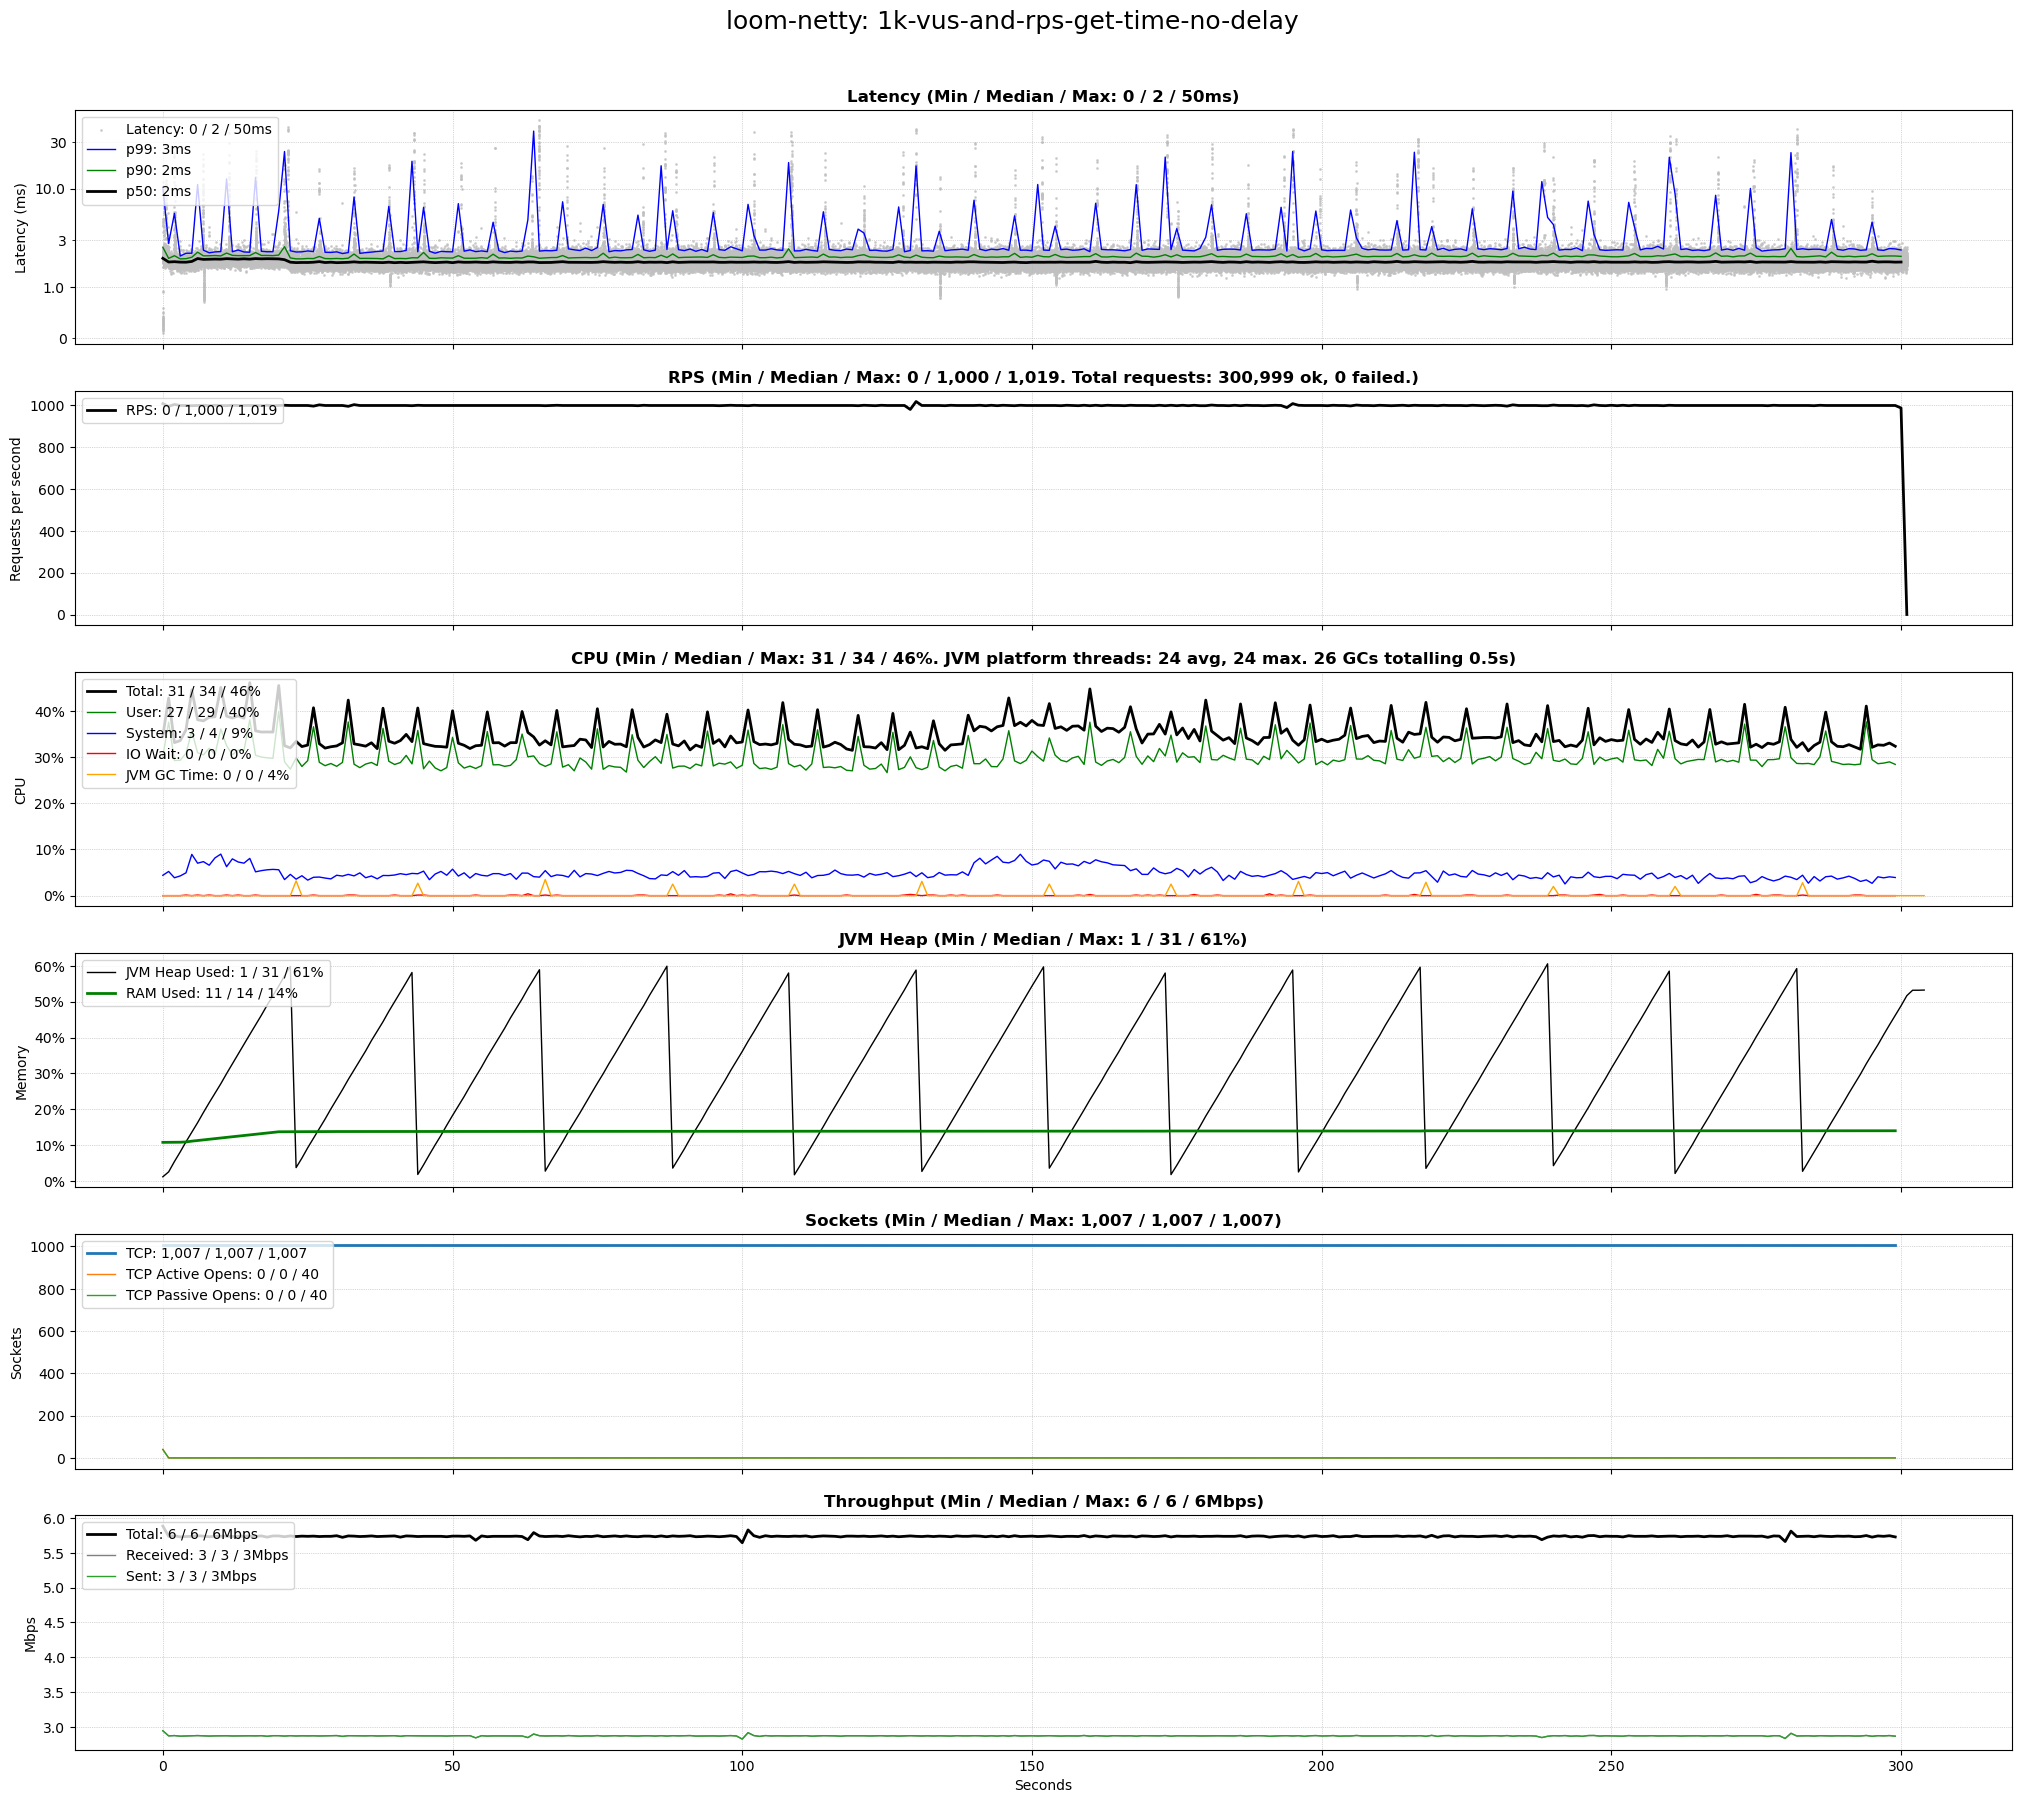 loom-netty: 1k-vus-and-rps-get-time-no-delay
Latency (Min / Median / Max: 0 / 2 / 50ms)
Latency (ms)
30
10.0
3
1.0
0
Latency: 0 / 2 / 50ms
p99: 3ms
p90: 2ms
p50: 2ms
RPS (Min / Median / Max: 0 / 1,000 / 1,019. Total requests: 300,999 ok, 0 failed.)
Requests per second
1000
800
600
400
200
0
RPS: 0 / 1,000 / 1,019
CPU (Min / Median / Max: 31 / 34 / 46%. JVM platform threads: 24 avg, 24 max. 26 GCs totalling 0.5s)
CPU
40%
30%
20%
10%
0%
Total: 31 / 34 / 46%
User: 27 / 29 / 40%
System: 3 / 4 / 9%
IO Wait: 0 / 0 / 0%
JVM GC Time: 0 / 0 / 4%
JVM Heap (Min / Median / Max: 1 / 31 / 61%)
Memory
60%
50%
40%
30%
20%
10%
0%
JVM Heap Used: 1 / 31 / 61%
RAM Used: 11 / 14 / 14%
Sockets (Min / Median / Max: 1,007 / 1,007 / 1,007)
Sockets
1000
800
600
400
200
0
TCP: 1,007 / 1,007 / 1,007
TCP Active Opens: 0 / 0 / 40
TCP Passive Opens: 0 / 0 / 40
Throughput (Min / Median / Max: 6 / 6 / 6Mbps)
Mbps
6.0
5.5
5.0
4.5
4.0
3.5
3.0
Total: 6 / 6 / 6Mbps
Received: 3 / 3 / 3Mbps
Sent: 3 / 3 / 3Mbps
0
50
100
150
200
250
300
Seconds